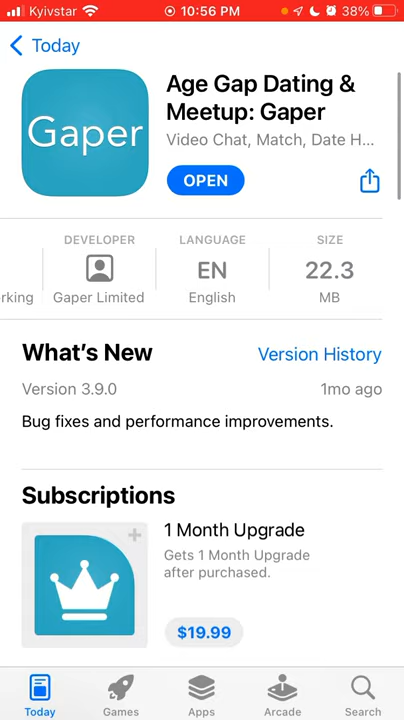 Kyivstar 10:56 PM 38%
Today
Gaper
Age Gap Dating &
Meetup: Gaper
Video Chat, Match, Date H...
OPEN
DEVELOPER LANGUAGE SIZE
EN 22.3
rking Gaper Limited English MB
What's New Version History
Version 3.9.0 1mo ago
Bug fixes and performance improvements.
Subscriptions
1 Month Upgrade
Gets 1 Month Upgrade
after purchased.
$19.99
Today Games Apps Arcade Search